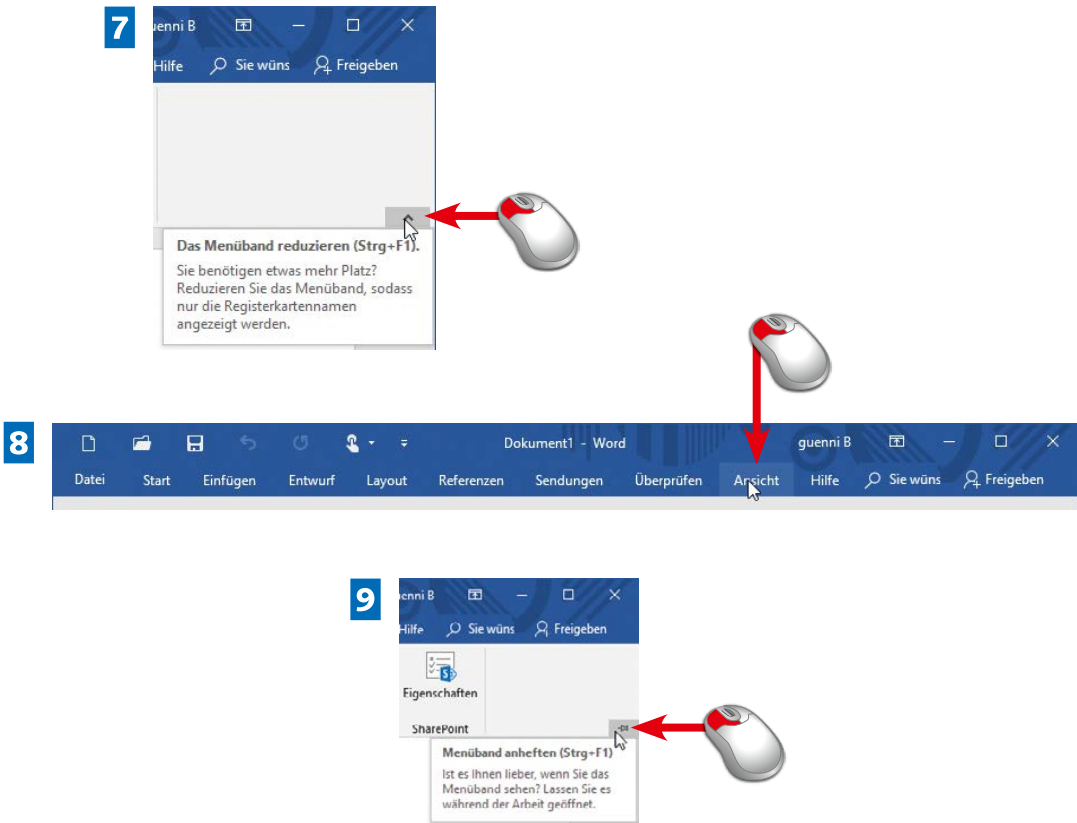 7
uenni B
Hilfe Sie wüns Freigeben
Das Menüband reduzieren (Strg+F1).
Sie benötigen etwas mehr Platz?
Reduzieren Sie das Menüband, sodass
nur die Registerkartennamen
angezeigt werden.
8
Dokument1 - Word guenni B
Datei Start Einfügen Entwurf Layout Referenzen Sendungen Überprüfen Ansicht Hilfe Sie wüns Freigeben
9
uenni B
Hilfe Sie wüns Freigeben
S
Eigenschaften
SharePoint
Menüband anheften (Strg+F1)
Ist es Ihnen lieber, wenn Sie das
Menüband sehen? Lassen Sie es
während der Arbeit geöffnet.